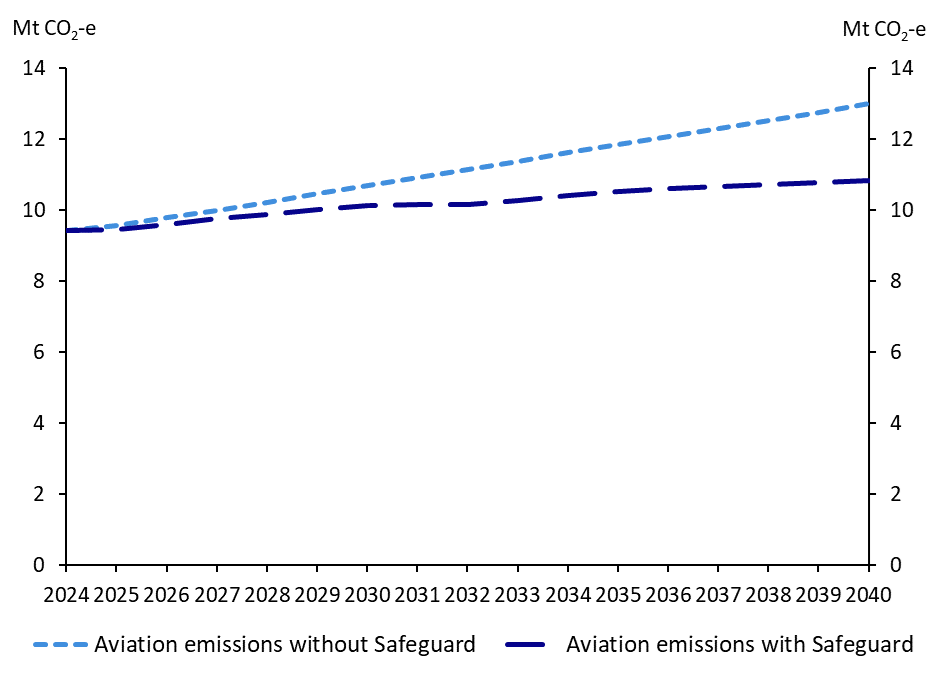 Mt CO₂-e Mt CO₂-e
14 14
12 12
10 10
8 8
6 6
4 4
2 2
0 0
2024 2025 2026 2027 2028 2029 2030 2031 2032 2033 2034 2035 2036 2037 2038 2039 2040
Aviation emissions without Safeguard Aviation emissions with Safeguard